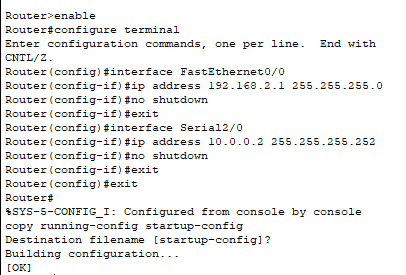 Router>enable
Router#configure terminal
Enter configuration commands, one per line.  End with
CNTL/Z.
Router(config)#interface FastEthernet0/0
Router(config-if)#ip address 192.168.2.1 255.255.255.0
Router(config-if)#no shutdown
Router(config-if)#exit
Router(config)#interface Serial2/0
Router(config-if)#ip address 10.0.0.2 255.255.255.252
Router(config-if)#no shutdown
Router(config-if)#exit
Router(config)#exit
Router#
%SYS-5-CONFIG_I: Configured from console by console
copy running-config startup-config
Destination filename [startup-config]?
Building configuration...
[OK]